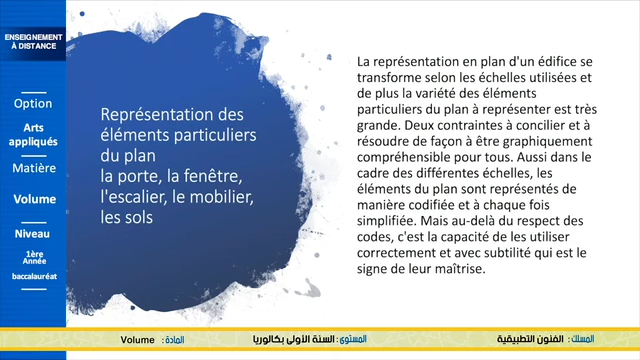 ENSEIGNEMENT
À DISTANCE
Option
Arts
appliqués
Matière
Volume
Niveau
1ère
Année
baccalauréat
Représentation des
éléments particuliers
du plan
la porte, la fenêtre,
l'escalier, le mobilier,
les sols
La représentation en plan d'un édifice se
transforme selon les échelles utilisées et
de plus la variété des éléments
particuliers du plan à représenter est très
grande. Deux contraintes à concilier et à
résoudre de façon à être graphiquement
compréhensible pour tous. Aussi dans le
cadre des différentes échelles, les
éléments du plan sont représentés de
manière codifiée et à chaque fois
simplifiée. Mais au-delà du respect des
codes, c'est la capacité de les utiliser
correctement et avec subtilité qui est le
signe de leur maîtrise.
المسلك: الفنون التطبيقية
المستوى: السنة الأولى بكالوريا
المادة: Volume